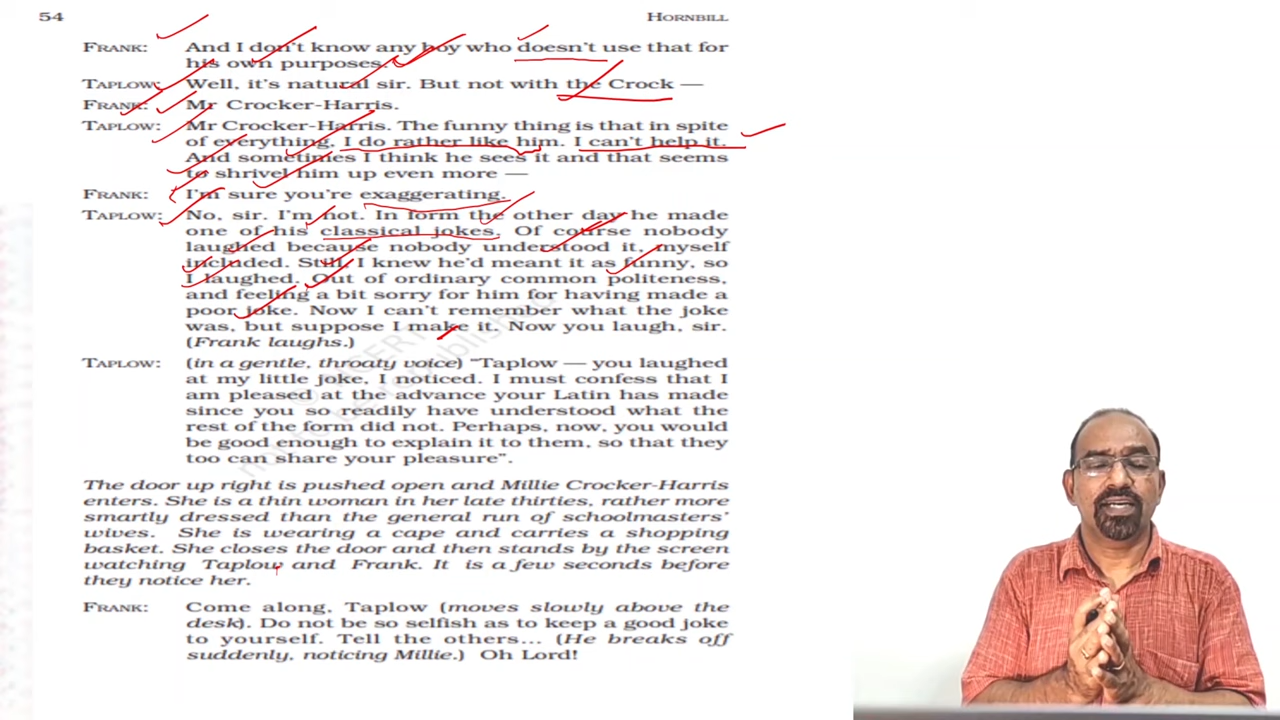 54 HORNBILL
FRANK: And I don't know any boy who doesn't use that for
his own purposes.
TAPLOW: Well, it's natural sir. But not with the Crock —
FRANK: Mr Crocker-Harris.
TAPLOW: Mr Crocker-Harris. The funny thing is that in spite
of everything, I do rather like him. I can't help it.
And sometimes I think he sees it and that seems
to shrivel him up even more —
FRANK: I'm sure you're exaggerating.
TAPLOW: No, sir. I'm not. In form the other day he made
one of his classical jokes. Of course nobody
laughed because nobody understood it, myself
included. Still, I knew he'd meant it as funny, so
I laughed. Out of ordinary common politeness,
and feeling a bit sorry for him for having made a
poor joke. Now I can't remember what the joke
was, but suppose I make it. Now you laugh, sir.
(Frank laughs.)
TAPLOW: (in a gentle, throaty voice) “Taplow — you laughed
at my little joke, I noticed. I must confess that I
am pleased at the advance your Latin has made
since you so readily have understood what the
rest of the form did not. Perhaps, now, you would
be good enough to explain it to them, so that they
too can share your pleasure”.
The door up right is pushed open and Millie Crocker-Harris
enters. She is a thin woman in her late thirties, rather more
smartly dressed than the general run of schoolmasters'
wives. She is wearing a cape and carries a shopping
basket. She closes the door and then stands by the screen
watching Taplow and Frank. It is a few seconds before
they notice her.
FRANK: Come along, Taplow (moves slowly above the
desk). Do not be so selfish as to keep a good joke
to yourself. Tell the others... (He breaks off
suddenly, noticing Millie.) Oh Lord!